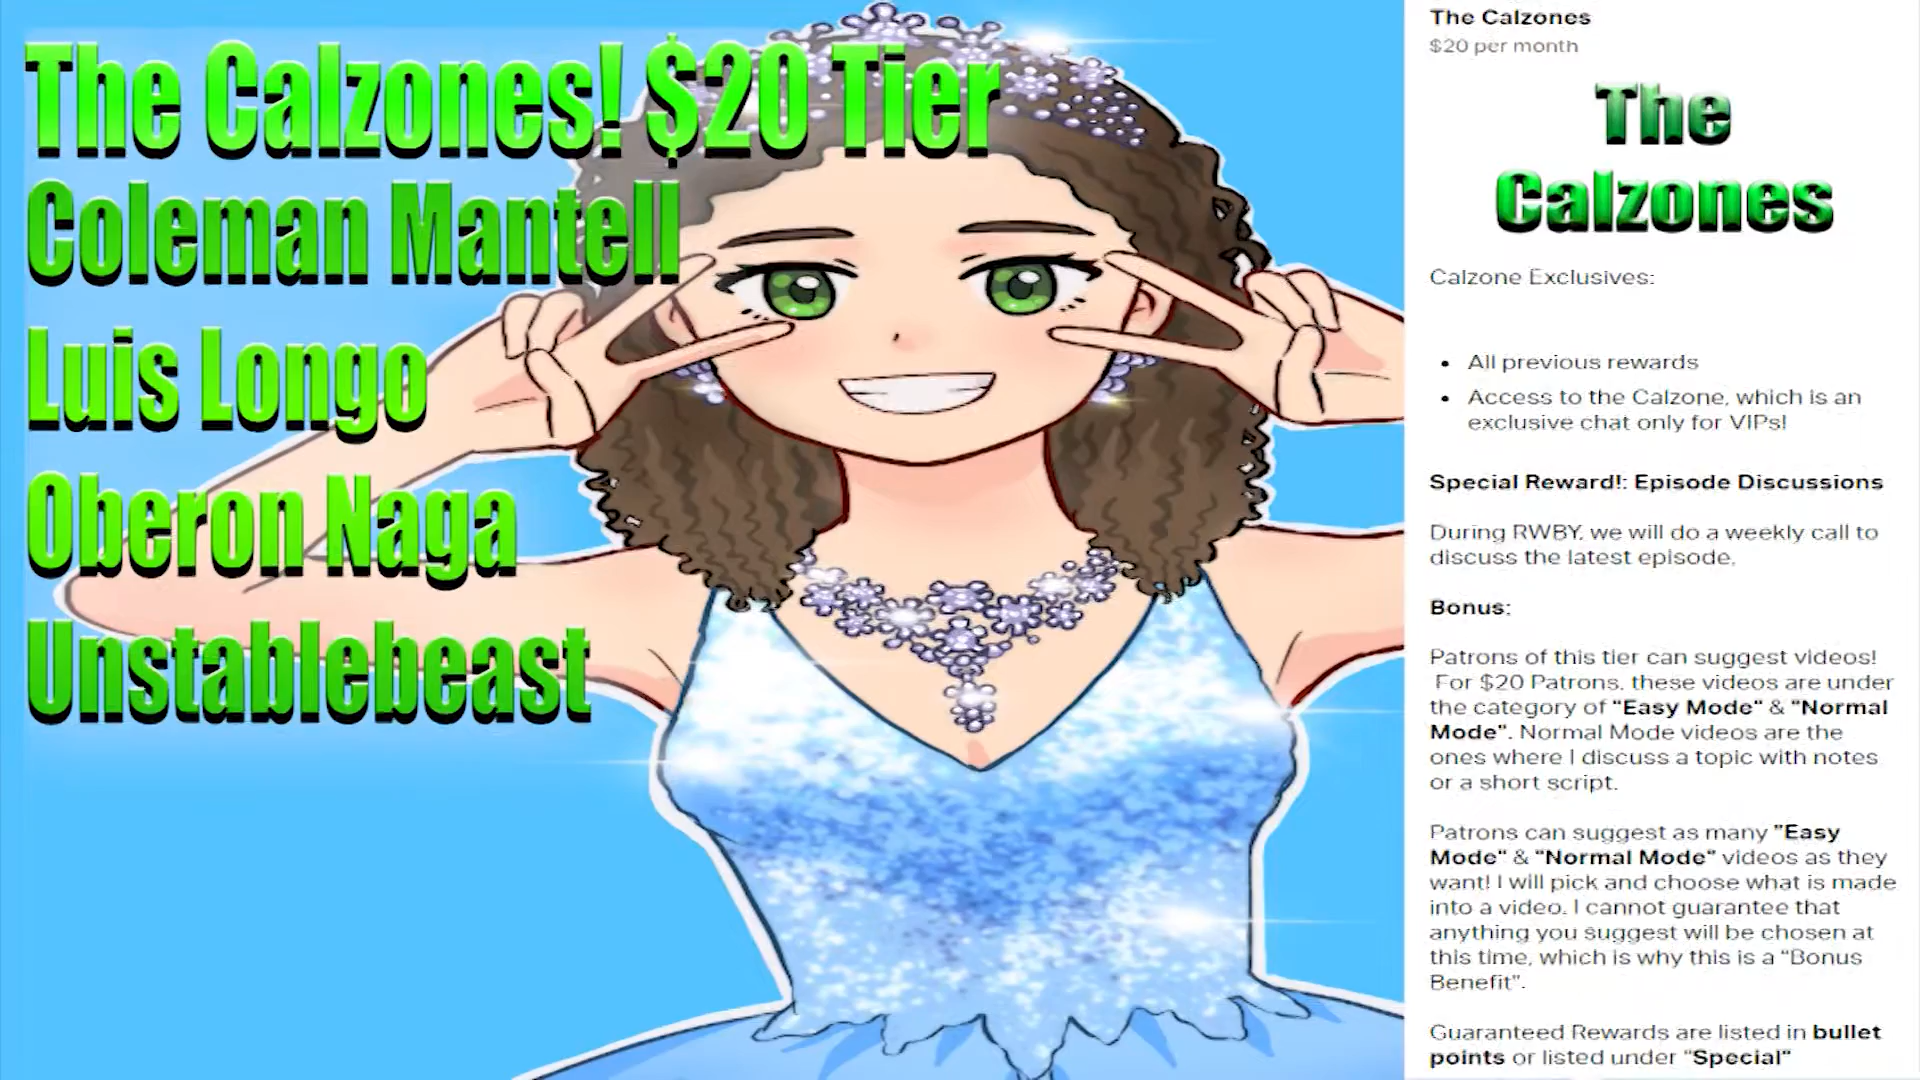 The Calzones! $20 Tier
Coleman Mantell
Luis Longo
Oberon Naga
Unstablebeast
The Calzones
$20 per month
The
Calzones
Calzone Exclusives:
All previous rewards
Access to the Calzone, which is an
exclusive chat only for VIPs!
Special Reward!: Episode Discussions
During RWBY, we will do a weekly call to
discuss the latest episode.
Bonus:
Patrons of this tier can suggest videos!
For $20 Patrons, these videos are under
the category of "Easy Mode" & "Normal
Mode". Normal Mode videos are the
ones where I discuss a topic with notes
or a short script.
Patrons can suggest as many "Easy
Mode" & "Normal Mode" videos as they
want! I will pick and choose what is made
into a video. I cannot guarantee that
anything you suggest will be chosen at
this time, which is why this is a "Bonus
Benefit".
Guaranteed Rewards are listed in bullet
points or listed under "Special"